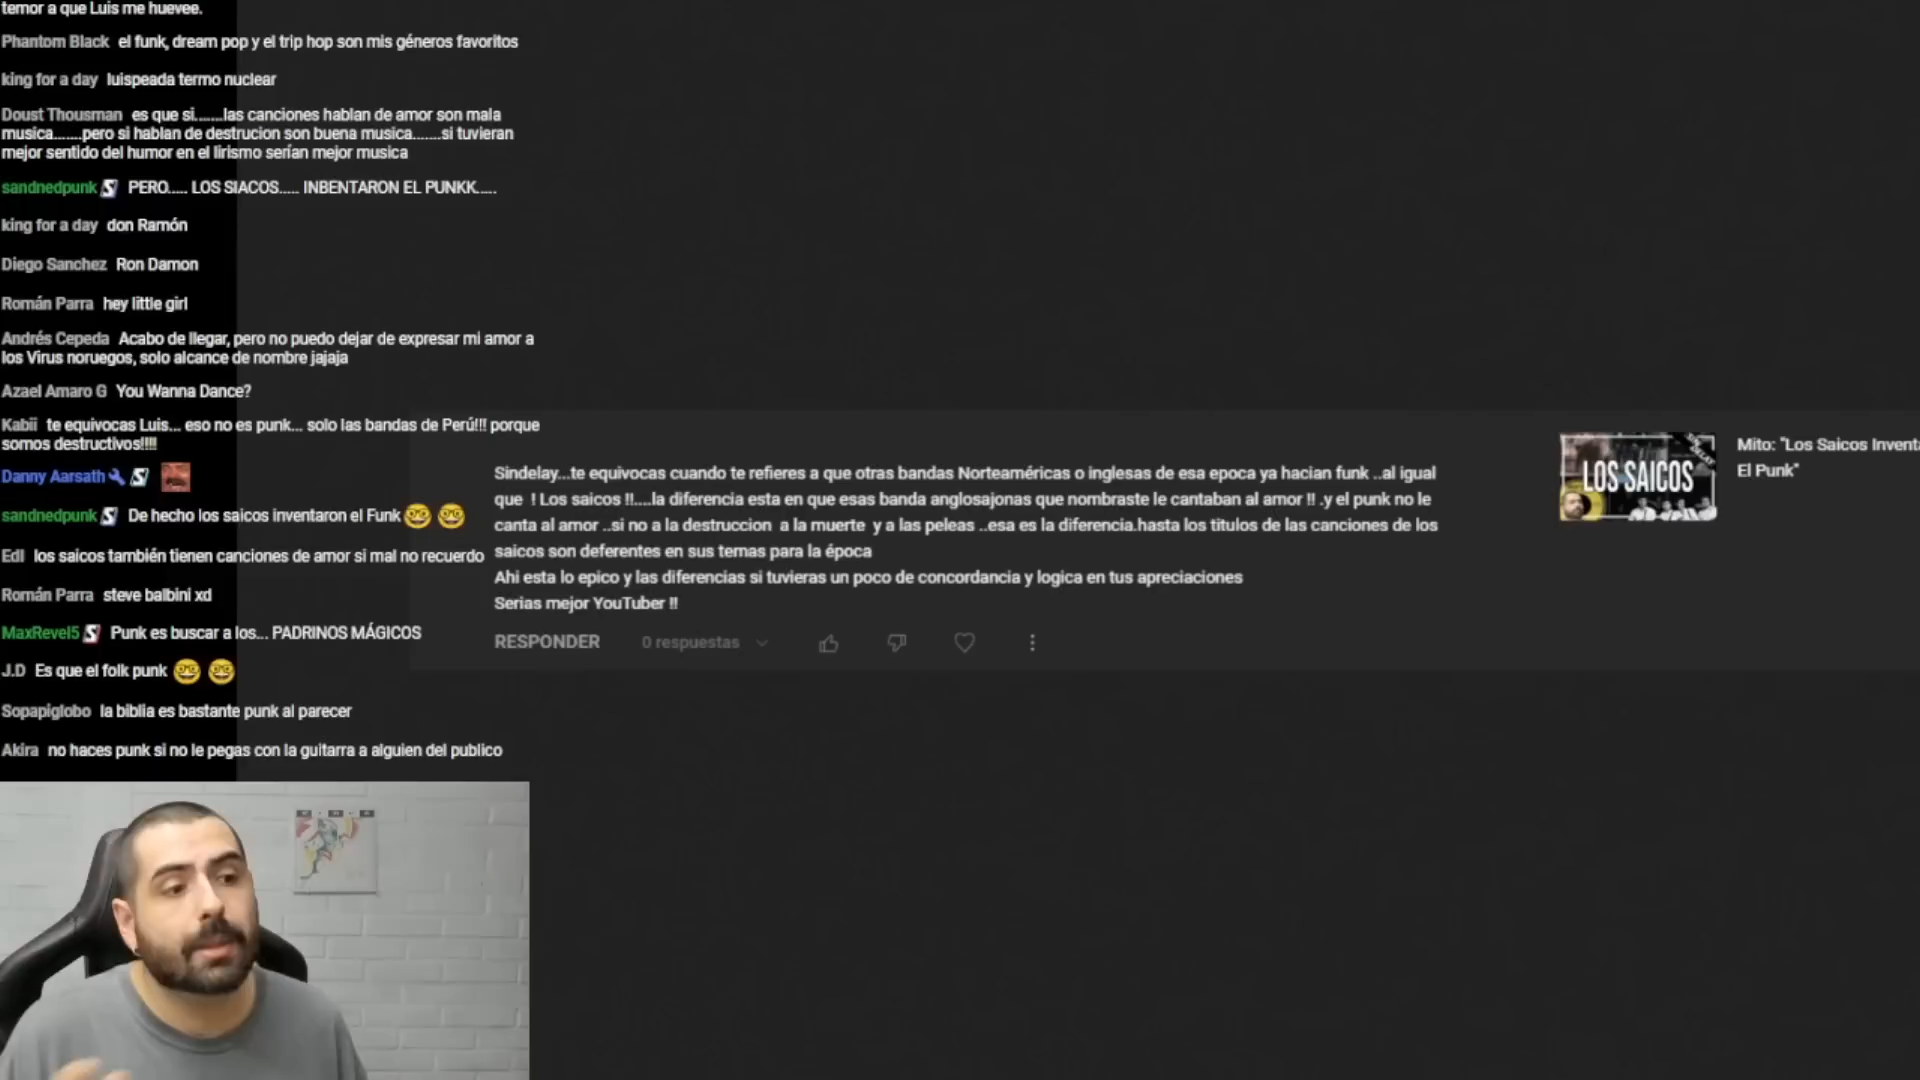 temor a que Luis me huevee.
Phantom Black el funk, dream pop y el trip hop son mis géneros favoritos
king for a day luispeada termo nuclear
Doust Thousman es que si.......las canciones hablan de amor son mala
musica.......pero si hablan de destrucion son buena musica.......si tuvieran
mejor sentido del humor en el lirismo serían mejor musica
sandnedpunk S PERO..... LOS SIACOS..... INBENTARON EL PUNKK.....
king for a day don Ramón
Diego Sanchez Ron Damon
Román Parra hey little girl
Andrés Cepeda Acabo de llegar, pero no puedo dejar de expresar mi amor a
los Virus noruegos, solo alcance de nombre jajaja
Azael Amaro G You Wanna Dance?
Kabii te equivocas Luis... eso no es punk... solo las bandas de Perú!!! porque
somos destructivos!!!!
Danny Aarsath S
sandnedpunk S De hecho los saicos inventaron el Funk🤓 🤓
Edl los saicos también tienen canciones de amor si mal no recuerdo
Román Parra steve balbini xd
MaxRevel5 S Punk es buscar a los... PADRINOS MÁGICOS
J.D Es que el folk punk 🤓 🤓
Sopapiglobo la biblia es bastante punk al parecer
Akira no haces punk si no le pegas con la guitarra a alguien del publico
Sindelay...te equivocas cuando te refieres a que otras bandas Norteaméricas o inglesas de esa epoca ya hacian funk ..al igual
que ! Los saicos !!....la diferencia esta en que esas banda anglosajonas que nombraste le cantaban al amor !! .y el punk no le
canta al amor ..si no a la destruccion a la muerte y a las peleas ..esa es la diferencia.hasta los titulos de las canciones de los
saicos son deferentes en sus temas para la época
Ahi esta lo epico y las diferencias si tuvieras un poco de concordancia y logica en tus apreciaciones
Serias mejor YouTuber !!
RESPONDER 0 respuestas
LOS SAICOS
Mito: "Los Saicos Inventa
El Punk"